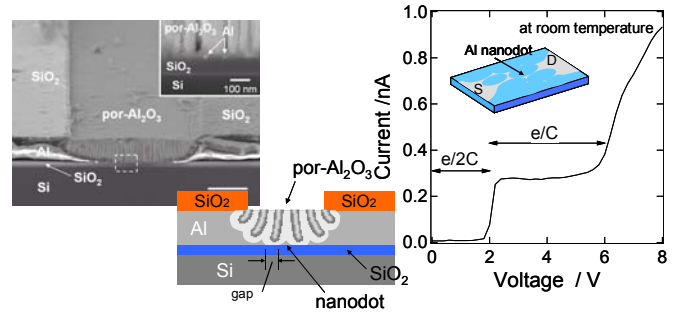 por-Al₂O₃
Al
SiO₂
Si
100 nm
SiO₂
SiO₂
por-Al₂O₃
Al
Si
SiO₂
por-Al₂O₃
SiO₂
SiO₂
Al
Si
SiO₂
gap
nanodot
at room temperature
Al nanodot
S
D
e/C
e/2C
Current /nA
1.0
0.8
0.6
0.4
0.2
0.0
0
2
4
6
8
Voltage / V